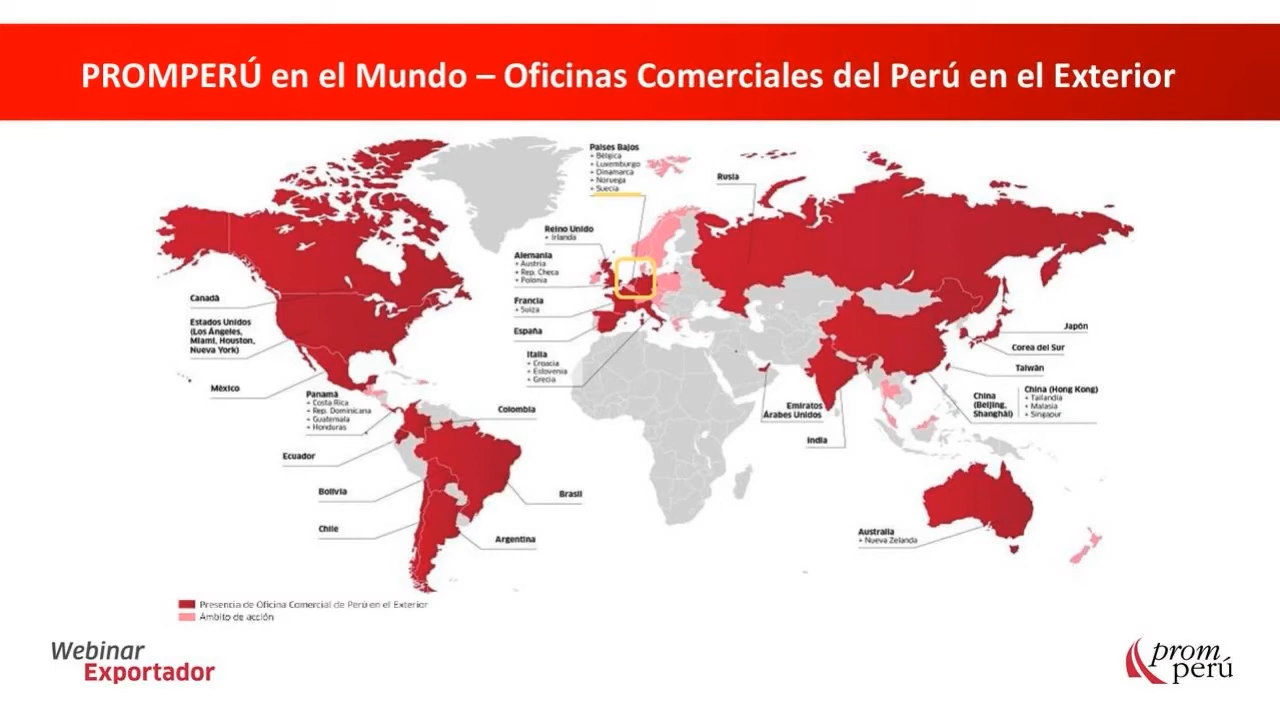 PROMPERÚ en el Mundo – Oficinas Comerciales del Perú en el Exterior
Países Bajos
+ Bélgica
+ Luxemburgo
+ Dinamarca
+ Noruega
+ Suecia
Rusia
Reino Unido
+ Irlanda
Alemania
+ Austria
+ Rep. Checa
+ Polonia
Francia
+ Suiza
España
Italia
+ Croacia
+ Eslovenia
+ Grecia
Canadá
Estados Unidos
(Los Ángeles,
Miami, Houston,
Nueva York)
México
Panamá
+ Costa Rica
+ Rep. Dominicana
+ Guatemala
+ Honduras
Colombia
Ecuador
Bolivia
Chile
Brasil
Argentina
Emiratos
Árabes Unidos
India
Japón
Corea del Sur
Taiwán
China
(Beijing,
Shanghái)
China (Hong Kong)
+ Tailandia
+ Malasia
+ Singapur
Australia
+ Nueva Zelanda
Presencia de Oficina Comercial de Perú en el Exterior
Ámbito de acción
Webinar
Exportador
prom
perú